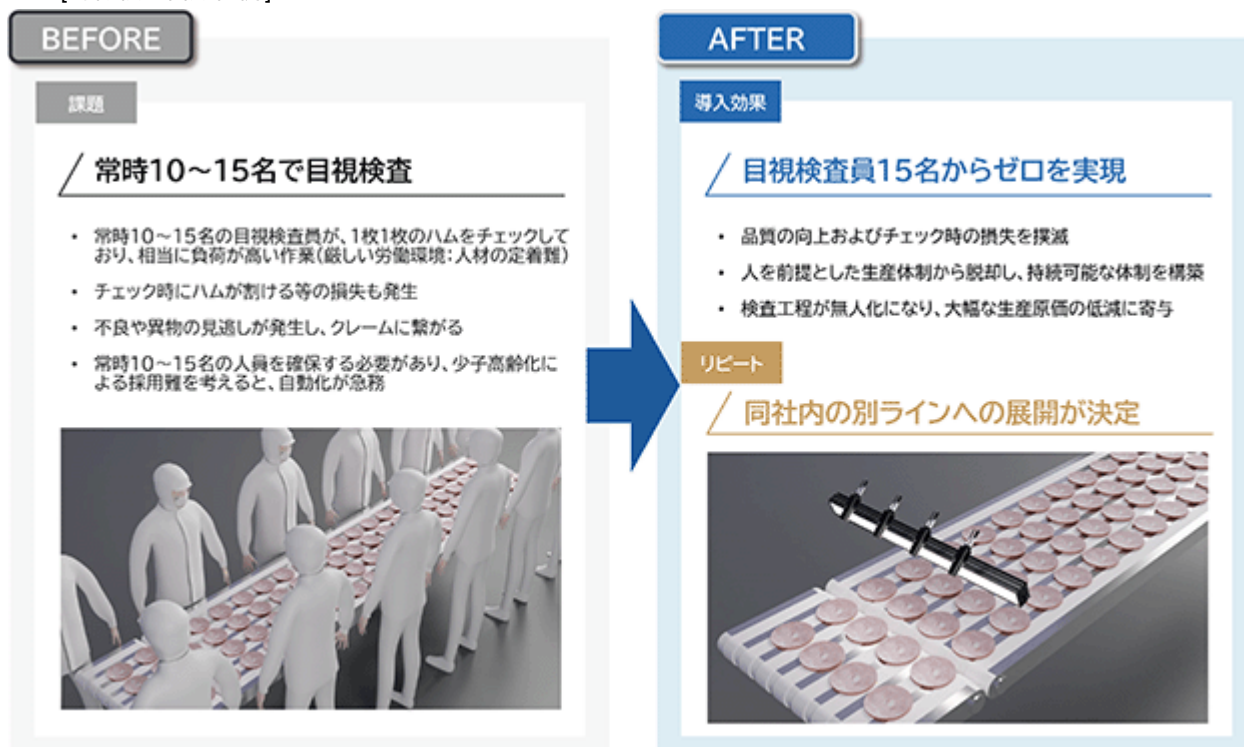 BEFORE
課題
常時10〜15名で目視検査
・ 常時10〜15名の目視検査員が、1枚1枚のハムをチェックして
おり、相当に負荷が高い作業(厳しい労働環境:人材の定着難)
・ チェック時にハムが割ける等の損失も発生
・ 不良や異物の見逃しが発生し、クレームに繋がる
・ 常時10〜15名の人員を確保する必要があり、少子高齢化に
よる採用難を考えると、自動化が急務
AFTER
導入効果
目視検査員15名からゼロを実現
・ 品質の向上およびチェック時の損失を撲滅
・ 人を前提とした生産体制から脱却し、持続可能な体制を構築
・ 検査工程が無人化になり、大幅な生産原価の低減に寄与
リピート
同社内の別ラインへの展開が決定